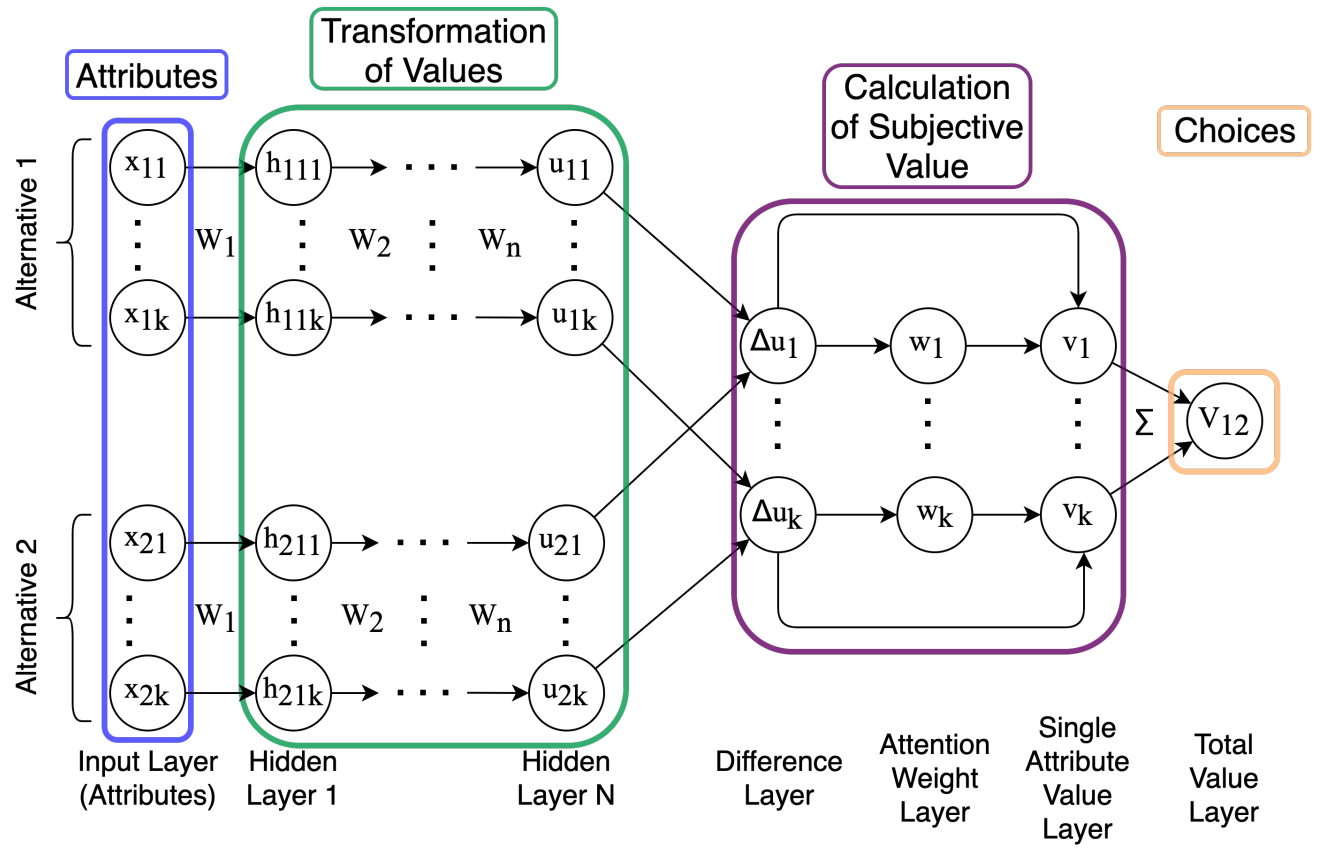 Transformation
of Values
Attributes
Calculation
of Subjective
Value
Choices
Alternative 1
x11
h111
· · ·
u11
W1
W2
Wn
x1k
h11k
· · ·
u1k
Δu1
w1
v1
Σ
V12
Δuk
wk
vk
Alternative 2
x21
h211
· · ·
u21
W1
W2
Wn
x2k
h21k
· · ·
u2k
Input Layer
(Attributes)
Hidden
Layer 1
Hidden
Layer N
Difference
Layer
Attention
Weight
Layer
Single
Attribute
Value
Layer
Total
Value
Layer